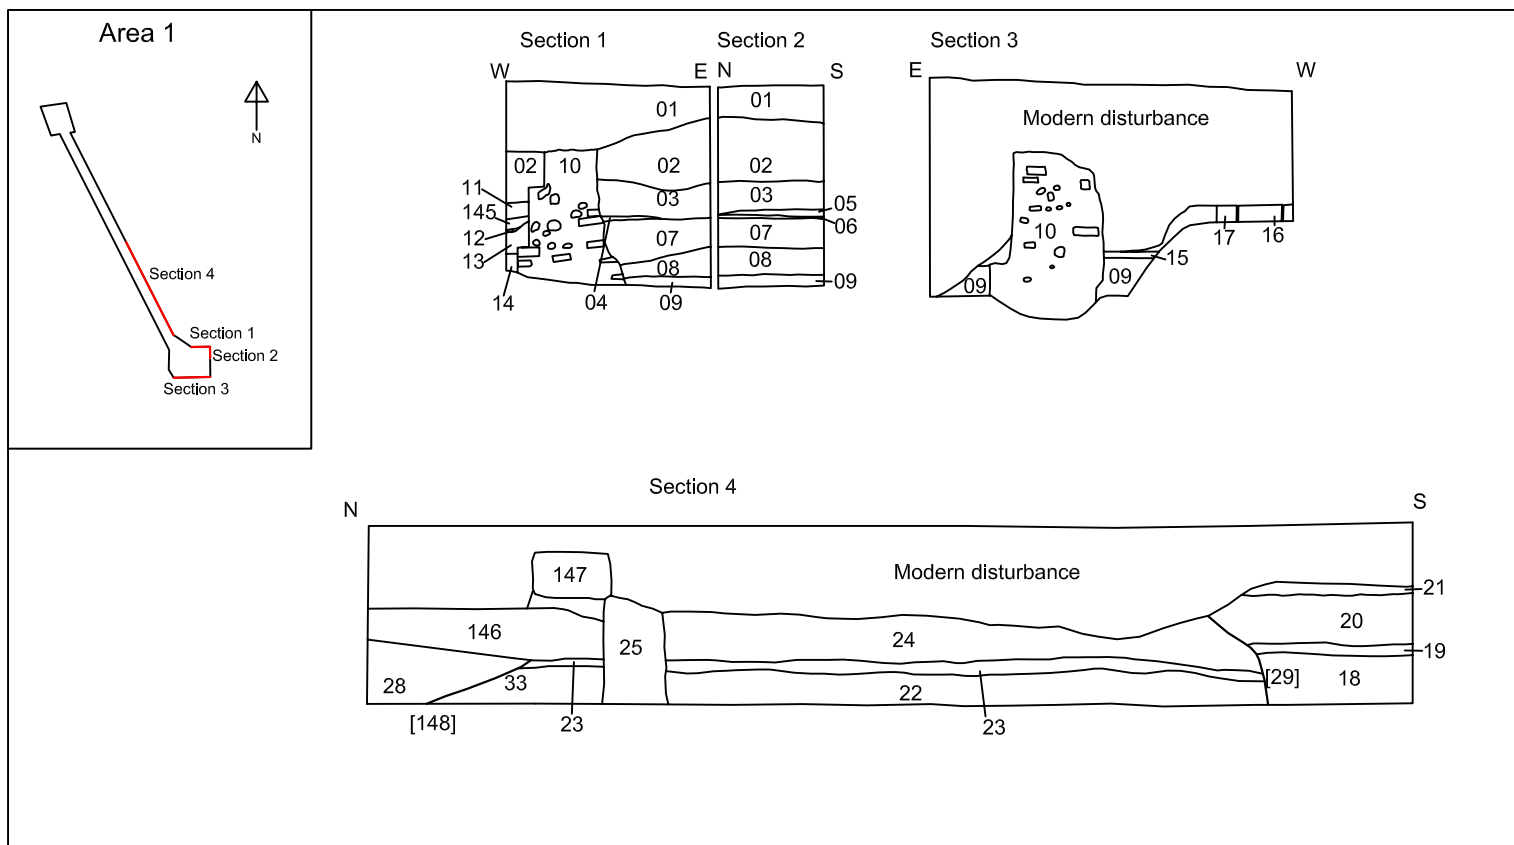 Area 1
N
Section 4
Section 1
Section 2
Section 3
Section 1
W
E
01
02
10
02
03
11
145
12
13
14
07
08
04
09
Section 2
N
S
01
02
03
05
06
07
08
09
Section 3
E
W
Modern disturbance
10
09
09
15
17
16
Section 4
N
S
147
Modern disturbance
21
20
146
25
24
19
28
33
22
[29]
18
[148]
23
23